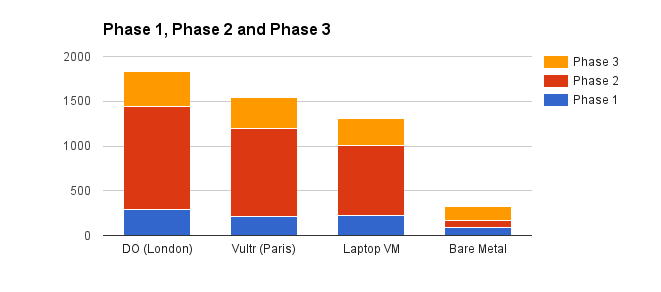 Phase 1, Phase 2 and Phase 3
2000
1500
1000
500
0
Phase 3
Phase 2
Phase 1
DO (London)
Vultr (Paris)
Laptop VM
Bare Metal